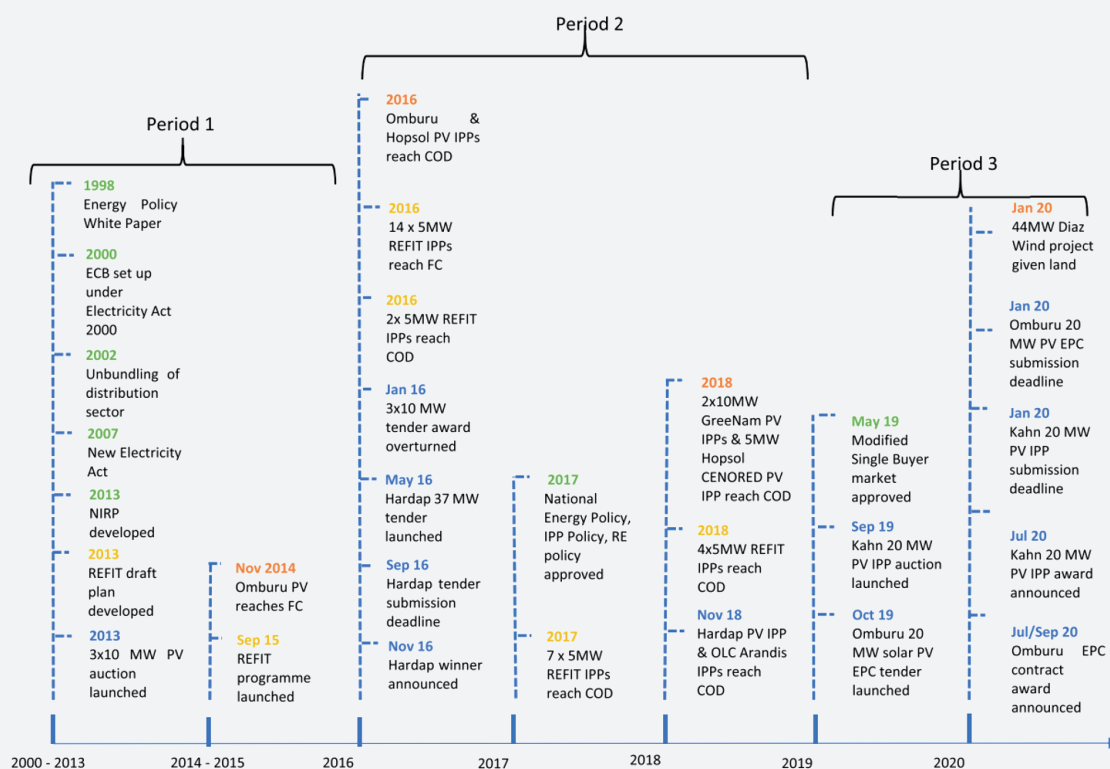 Period 1
1998
Energy Policy
White Paper
2000
ECB set up
under
Electricity Act
2000
2002
Unbundling of
distribution
sector
2007
New Electricity
Act
2013
NIRP
developed
2013
REFIT draft
plan
developed
2013
3x10 MW PV
auction
launched
Nov 2014
Omburu PV
reaches FC
Sep 15
REFIT
programme
launched
Period 2
2016
Omburu &
Hopsol PV IPPs
reach COD
2016
14 x 5MW
REFIT IPPs
reach FC
2016
2x 5MW REFIT
IPPs reach
COD
Jan 16
3x10 MW
tender award
overturned
May 16
Hardap 37 MW
tender
launched
Sep 16
Hardap tender
submission
deadline
Nov 16
Hardap winner
announced
2017
National
Energy Policy,
IPP Policy, RE
policy
approved
2017
7 x 5MW
REFIT IPPs
reach COD
2018
2x10MW
GreeNam PV
IPPs & 5MW
Hopsol
CENORED PV
IPP reach COD
2018
4x5MW REFIT
IPPs reach
COD
Nov 18
Hardap PV IPP
& OLC Arandis
IPPs reach
COD
Period 3
May 19
Modified
Single Buyer
market
approved
Sep 19
Kahn 20 MW
PV IPP auction
launched
Oct 19
Omburu 20
MW solar PV
EPC tender
launched
Jan 20
44MW Diaz
Wind project
given land
Jan 20
Omburu 20
MW PV EPC
submission
deadline
Jan 20
Kahn 20 MW
PV IPP
submission
deadline
Jul 20
Kahn 20 MW
PV IPP award
announced
Jul/Sep 20
Omburu EPC
contract
award
announced
2000 - 2013
2014 - 2015
2016
2017
2018
2019
2020